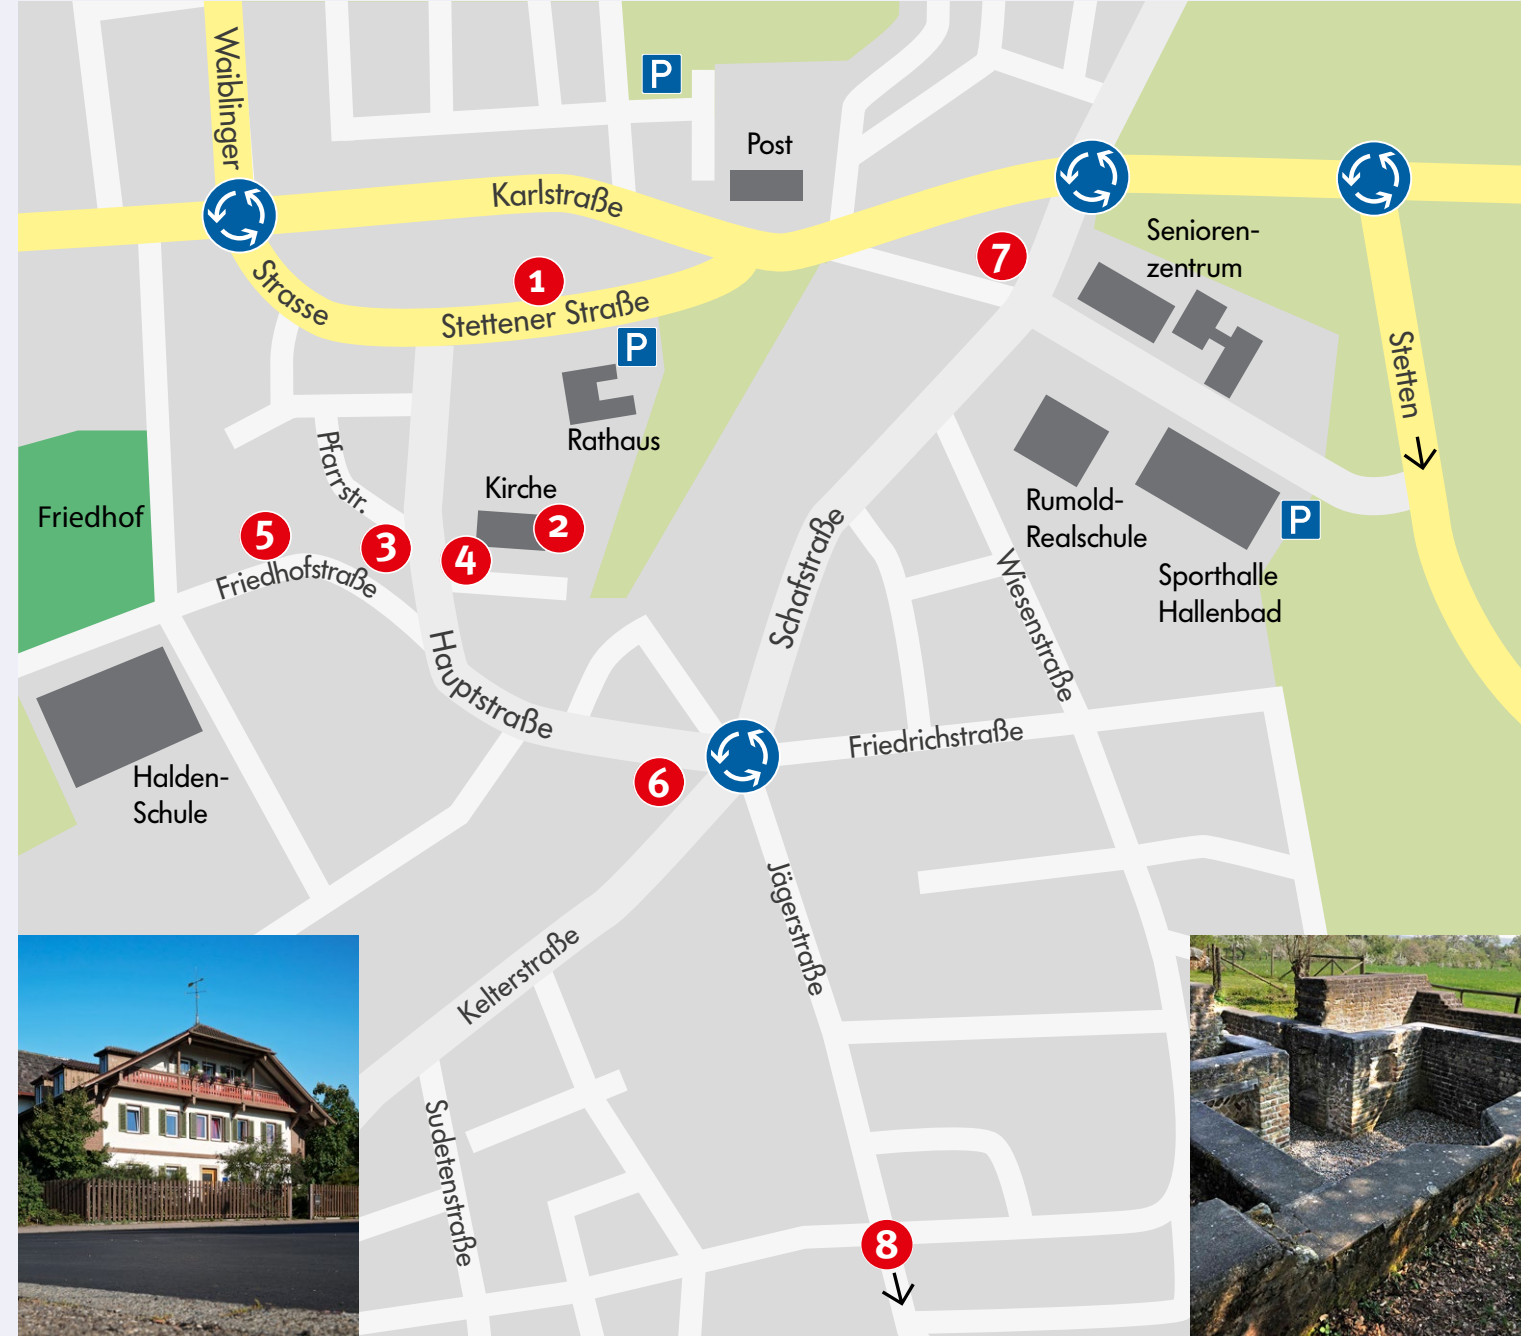 Waiblinger
P
Post
Karlstraße
Senioren-
zentrum
7
1
Strasse
Stettener Straße
P
Stetten
Rathaus
Pfarrstr.
Kirche
2
Friedhof
5
3
4
Rumold-
Realschule
P
Schafstraße
Wiesenstraße
Friedhofstraße
Sporthalle
Hallenbad
Hauptstraße
Friedrichstraße
Halden-
Schule
6
Jägerstraße
Kelterstraße
Sudetenstraße
8